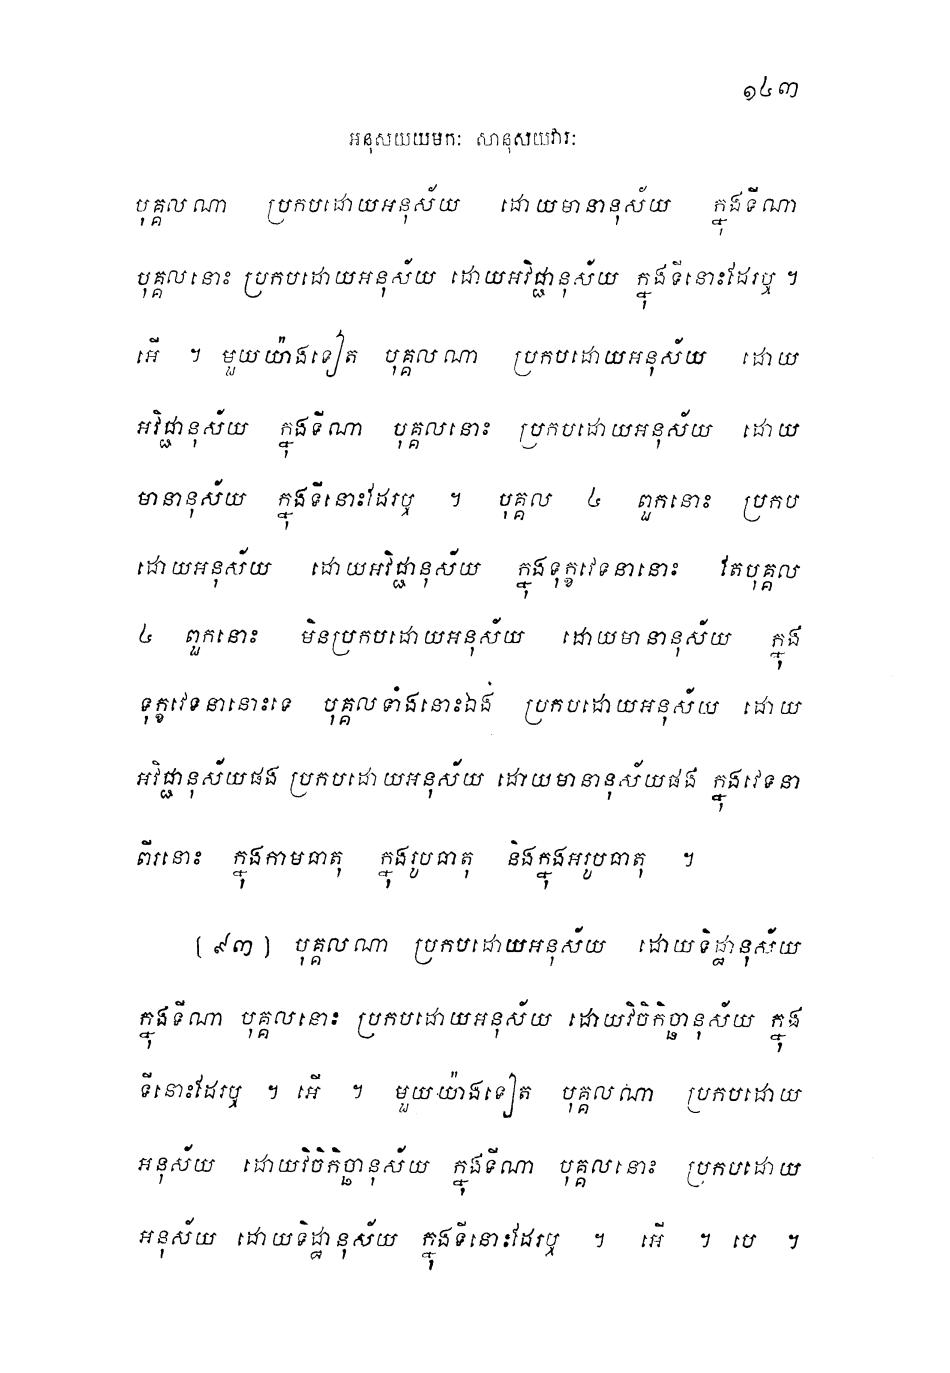 ១៤៣
អនុសយយមកៈ សានុសយវារៈ
បុគ្គលណា ប្រកបដោយអនុស័យ ដោយមានានុស័យ ក្នុងទីណា
បុគ្គលនោះ ប្រកបដោយអនុស័យ ដោយអវិជ្ជានុស័យ ក្នុងទីនោះដែរឬ ។
អើ ។ មួយយ៉ាងទៀត បុគ្គលណា ប្រកបដោយអនុស័យ ដោយ
អវិជ្ជានុស័យ ក្នុងទីណា បុគ្គលនោះ ប្រកបដោយអនុស័យ ដោយ
មានានុស័យ ក្នុងទីនោះដែរឬ ។ បុគ្គល ៤ ពួកនោះ ប្រកប
ដោយអនុស័យ ដោយអវិជ្ជានុស័យ ក្នុងទុក្ខវេទនានោះ តែបុគ្គល
៤ ពួកនោះ មិនប្រកបដោយអនុស័យ ដោយមានានុស័យ ក្នុង
ទុក្ខវេទនានោះទេ បុគ្គលទាំងនោះឯង ប្រកបដោយអនុស័យ ដោយ
អវិជ្ជានុស័យផង ប្រកបដោយអនុស័យ ដោយមានានុស័យផង ក្នុងវេទនា
ពីរនោះ ក្នុងកាមធាតុ ក្នុងរូបធាតុ និងក្នុងអរូបធាតុ ។
(៩៣) បុគ្គលណា ប្រកបដោយអនុស័យ ដោយទិដ្ឋានុស័យ
ក្នុងទីណា បុគ្គលនោះ ប្រកបដោយអនុស័យ ដោយវិចិកិច្ឆានុស័យ ក្នុង
ទីនោះដែរឬ ។ អើ ។ មួយយ៉ាងទៀត បុគ្គលណា ប្រកបដោយ
អនុស័យ ដោយវិចិកិច្ឆានុស័យ ក្នុងទីណា បុគ្គលនោះ ប្រកបដោយ
អនុស័យ ដោយទិដ្ឋានុស័យ ក្នុងទីនោះដែរឬ ។ អើ ។ បេ ។